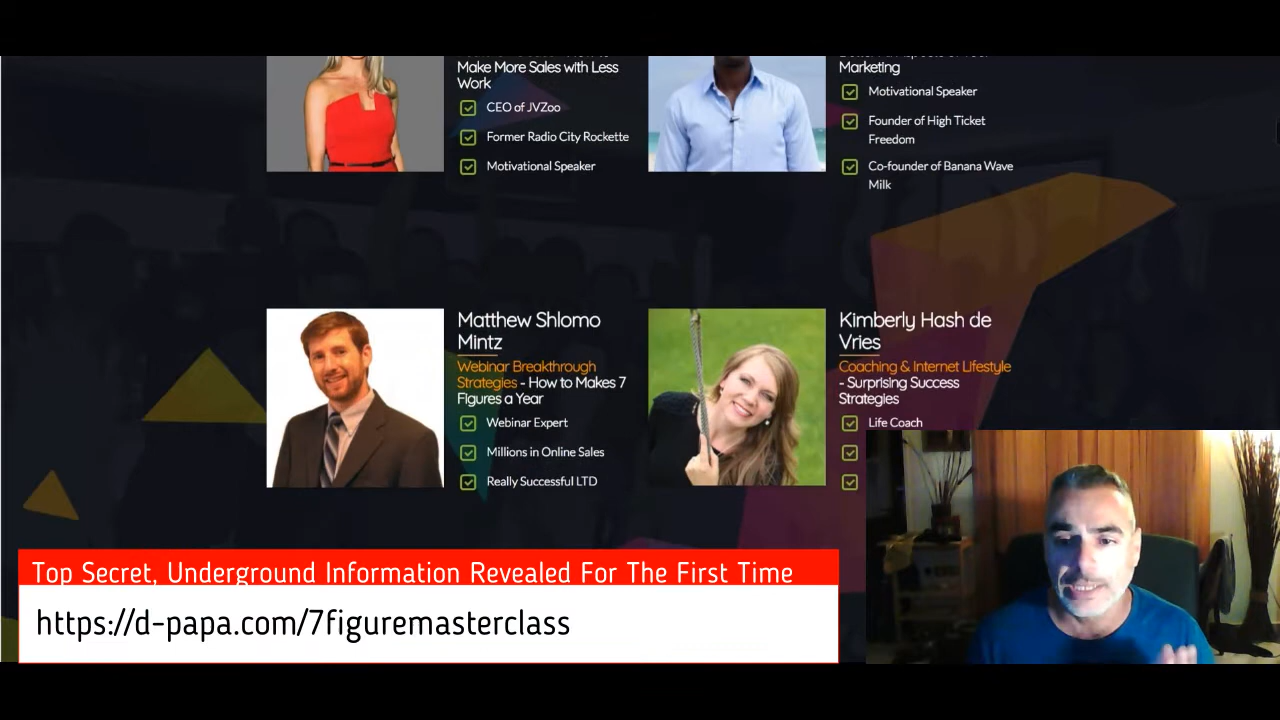 Make More Sales with Less
Work
CEO of JVZoo
Former Radio City Rockette
Motivational Speaker
Marketing
Motivational Speaker
Founder of High Ticket
Freedom
Co-founder of Banana Wave
Milk
Matthew Shlomo
Mintz
Webinar Breakthrough
Strategies - How to Makes 7
Figures a Year
Webinar Expert
Millions in Online Sales
Really Successful LTD
Kimberly Hash de
Vries
Coaching & Internet Lifestyle
- Surprising Success
Strategies
Life Coach
Top Secret, Underground Information Revealed For The First Time
https://d-papa.com/7figuremasterclass